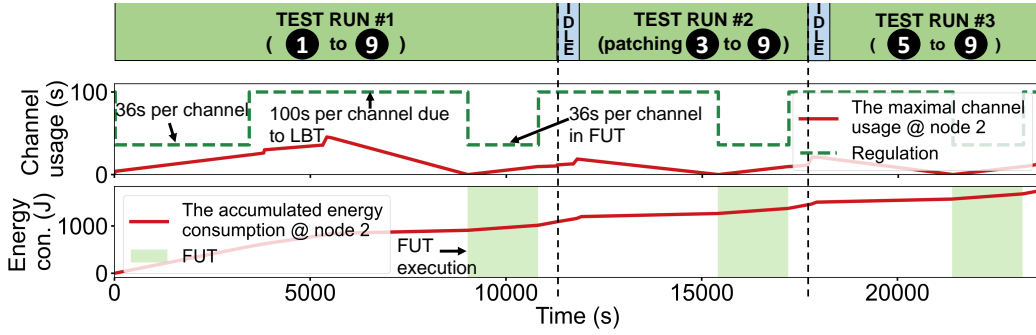 TEST RUN #1
( 1 to 9 )
IDLE
TEST RUN #2
(patching 3 to 9 )
IDLE
TEST RUN #3
( 5 to 9 )
Channel
usage (s)
100
0
36s per channel
100s per channel due
to LBT
36s per channel
in FUT
The maximal channel
usage @ node 2
Regulation
Energy
con. (J)
1000
0
The accumulated energy
consumption @ node 2
FUT
FUT
execution
0
5000
10000
15000
20000
Time (s)